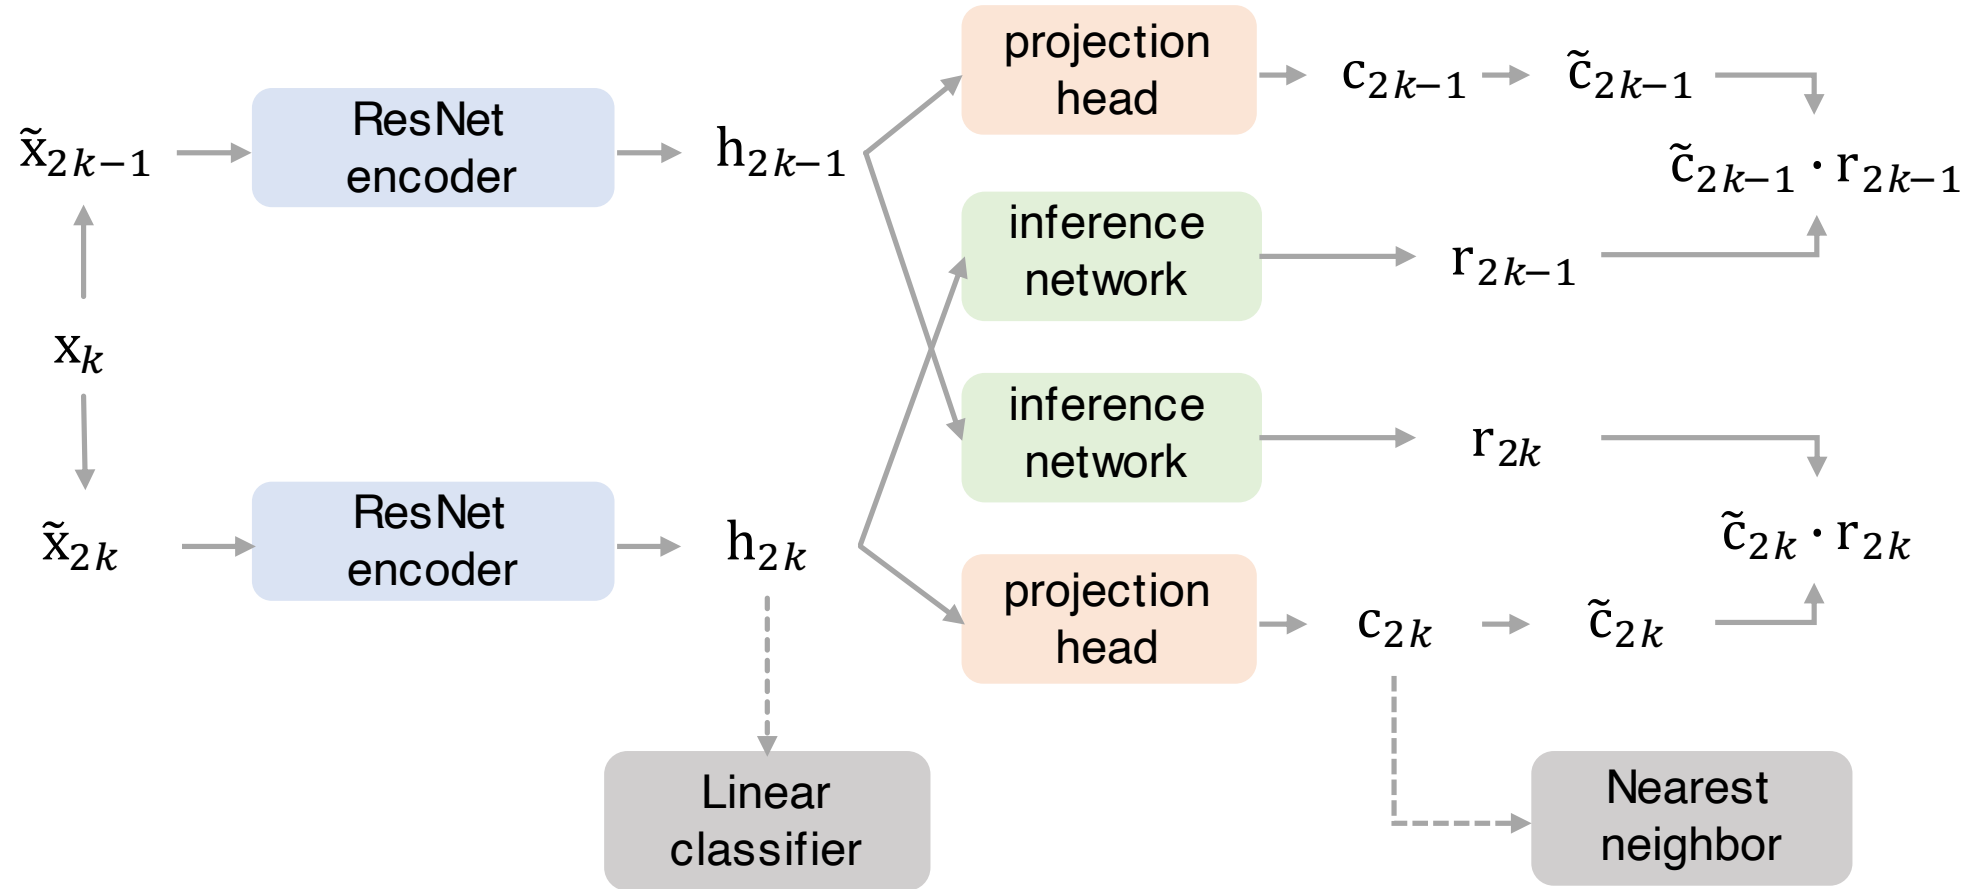 projection
head
c₂ₖ₋₁
c̃₂ₖ₋₁
ResNet
encoder
x̃₂ₖ₋₁
h₂ₖ₋₁
c̃₂ₖ₋₁ · r₂ₖ₋₁
inference
network
r₂ₖ₋₁
xₖ
inference
network
r₂ₖ
ResNet
encoder
x̃₂ₖ
h₂ₖ
c̃₂ₖ · r₂ₖ
projection
head
c₂ₖ
c̃₂ₖ
Linear
classifier
Nearest
neighbor